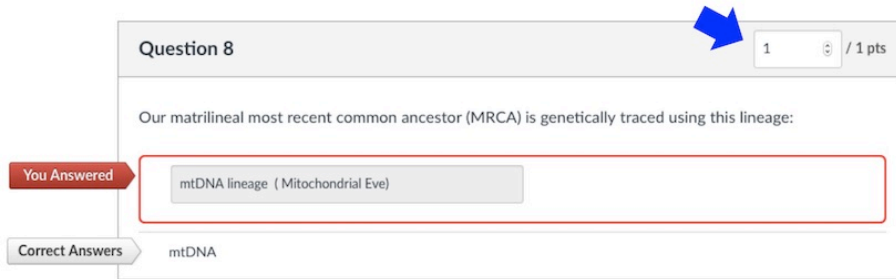 Question 8
1 / 1 pts
Our matrilineal most recent common ancestor (MRCA) is genetically traced using this lineage:
You Answered
mtDNA lineage ( Mitochondrial Eve)
Correct Answers
mtDNA